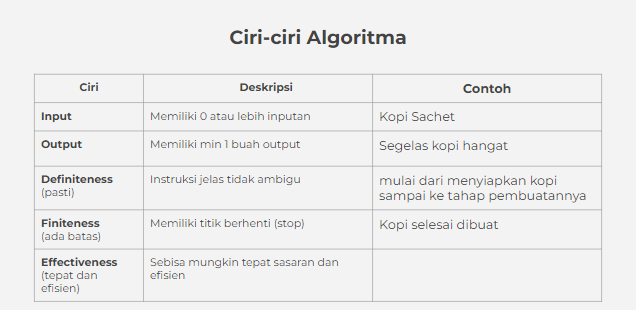 Ciri-ciri Algoritma
Ciri Deskripsi Contoh
Input Memiliki 0 atau lebih inputan Kopi Sachet
Output Memiliki min 1 buah output Segelas kopi hangat
Definiteness Instruksi jelas tidak ambigu mulai dari menyiapkan kopi
(pasti) sampai ke tahap pembuatannya
Finiteness Memiliki titik berhenti (stop) Kopi selesai dibuat
(ada batas)
Effectiveness Sebisa mungkin tepat sasaran dan
(tepat dan efisien
efisien)